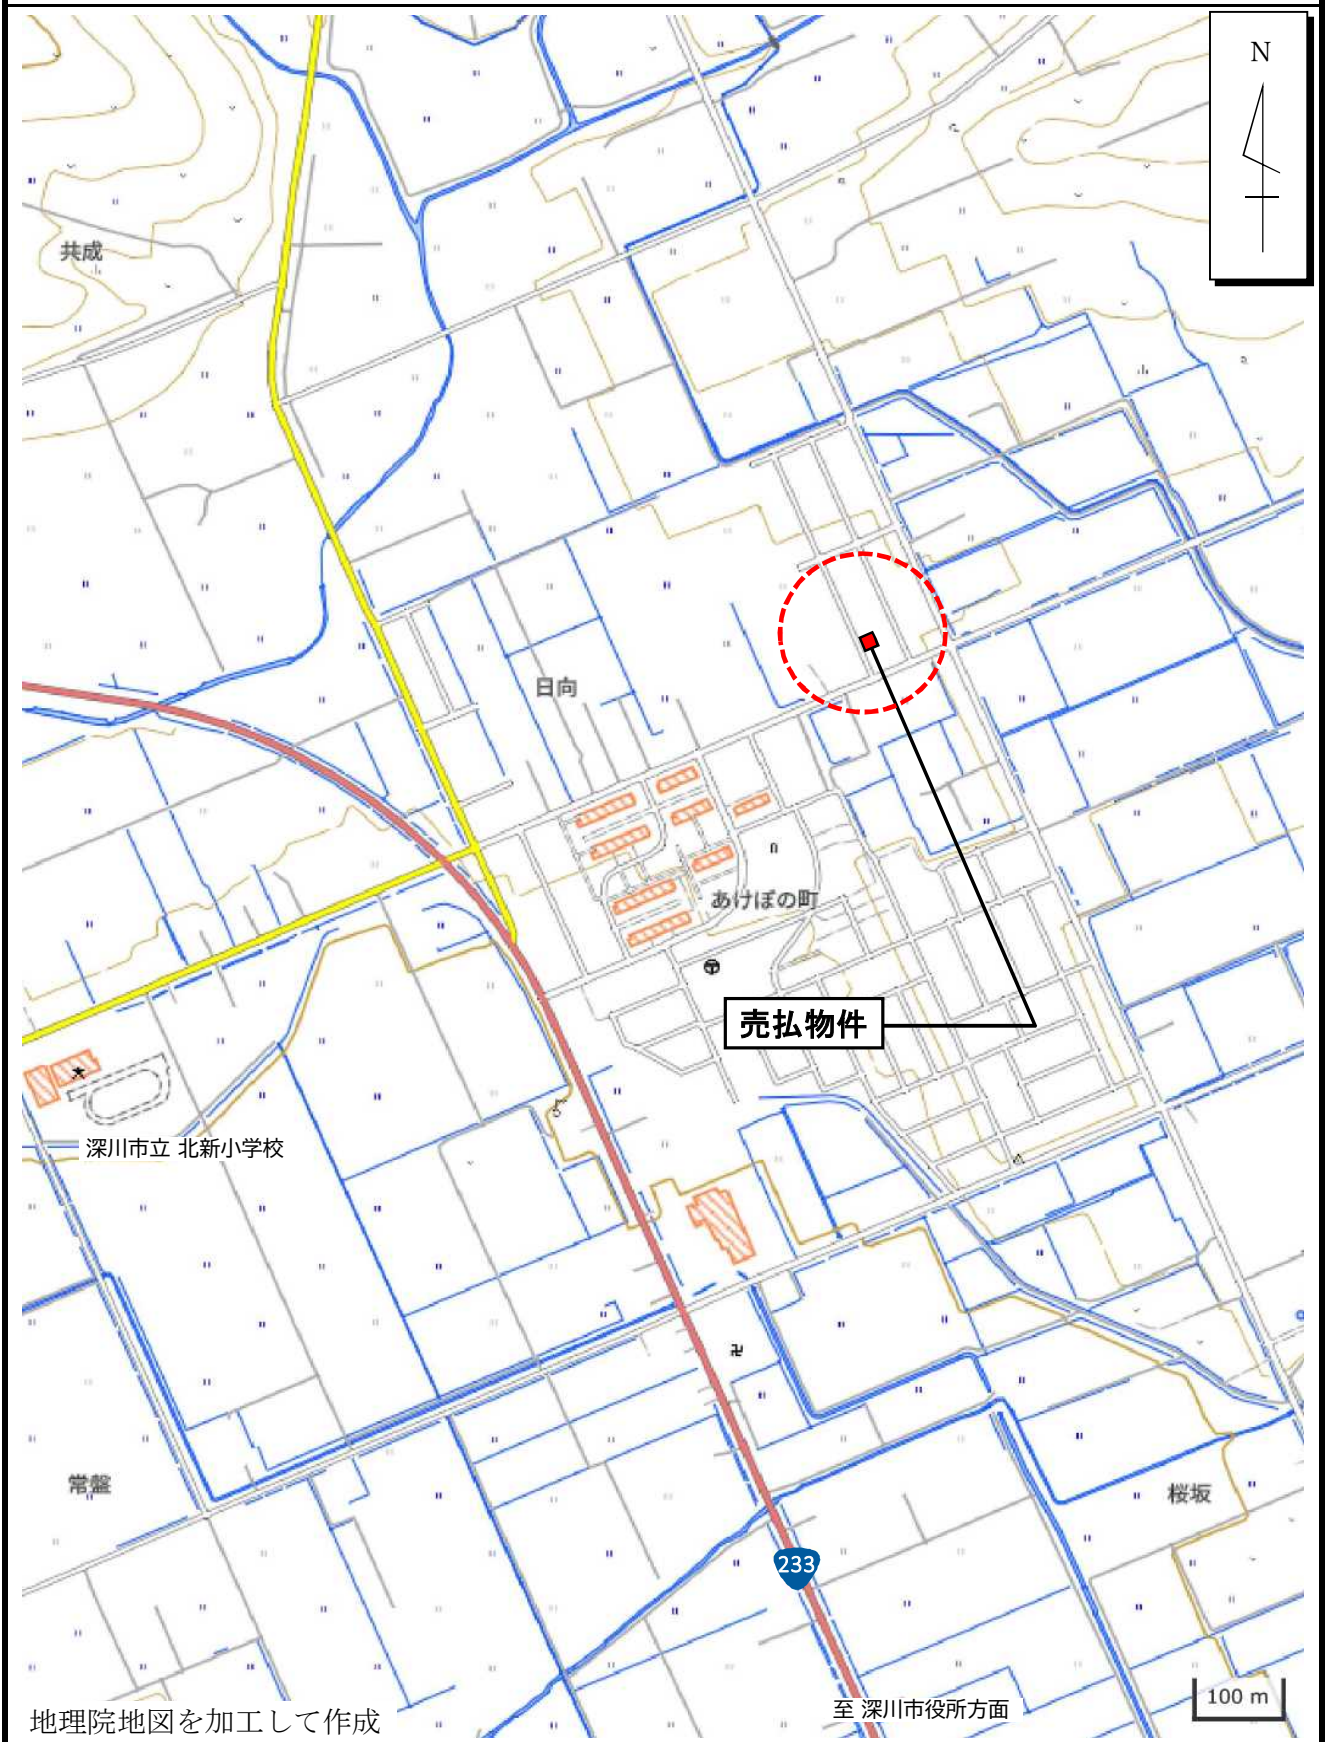 N
共成
日向
あけぼの町
売払物件
深川市立 北新小学校
常盤
桜坂
233
100 m
至 深川市役所方面
地理院地図を加工して作成